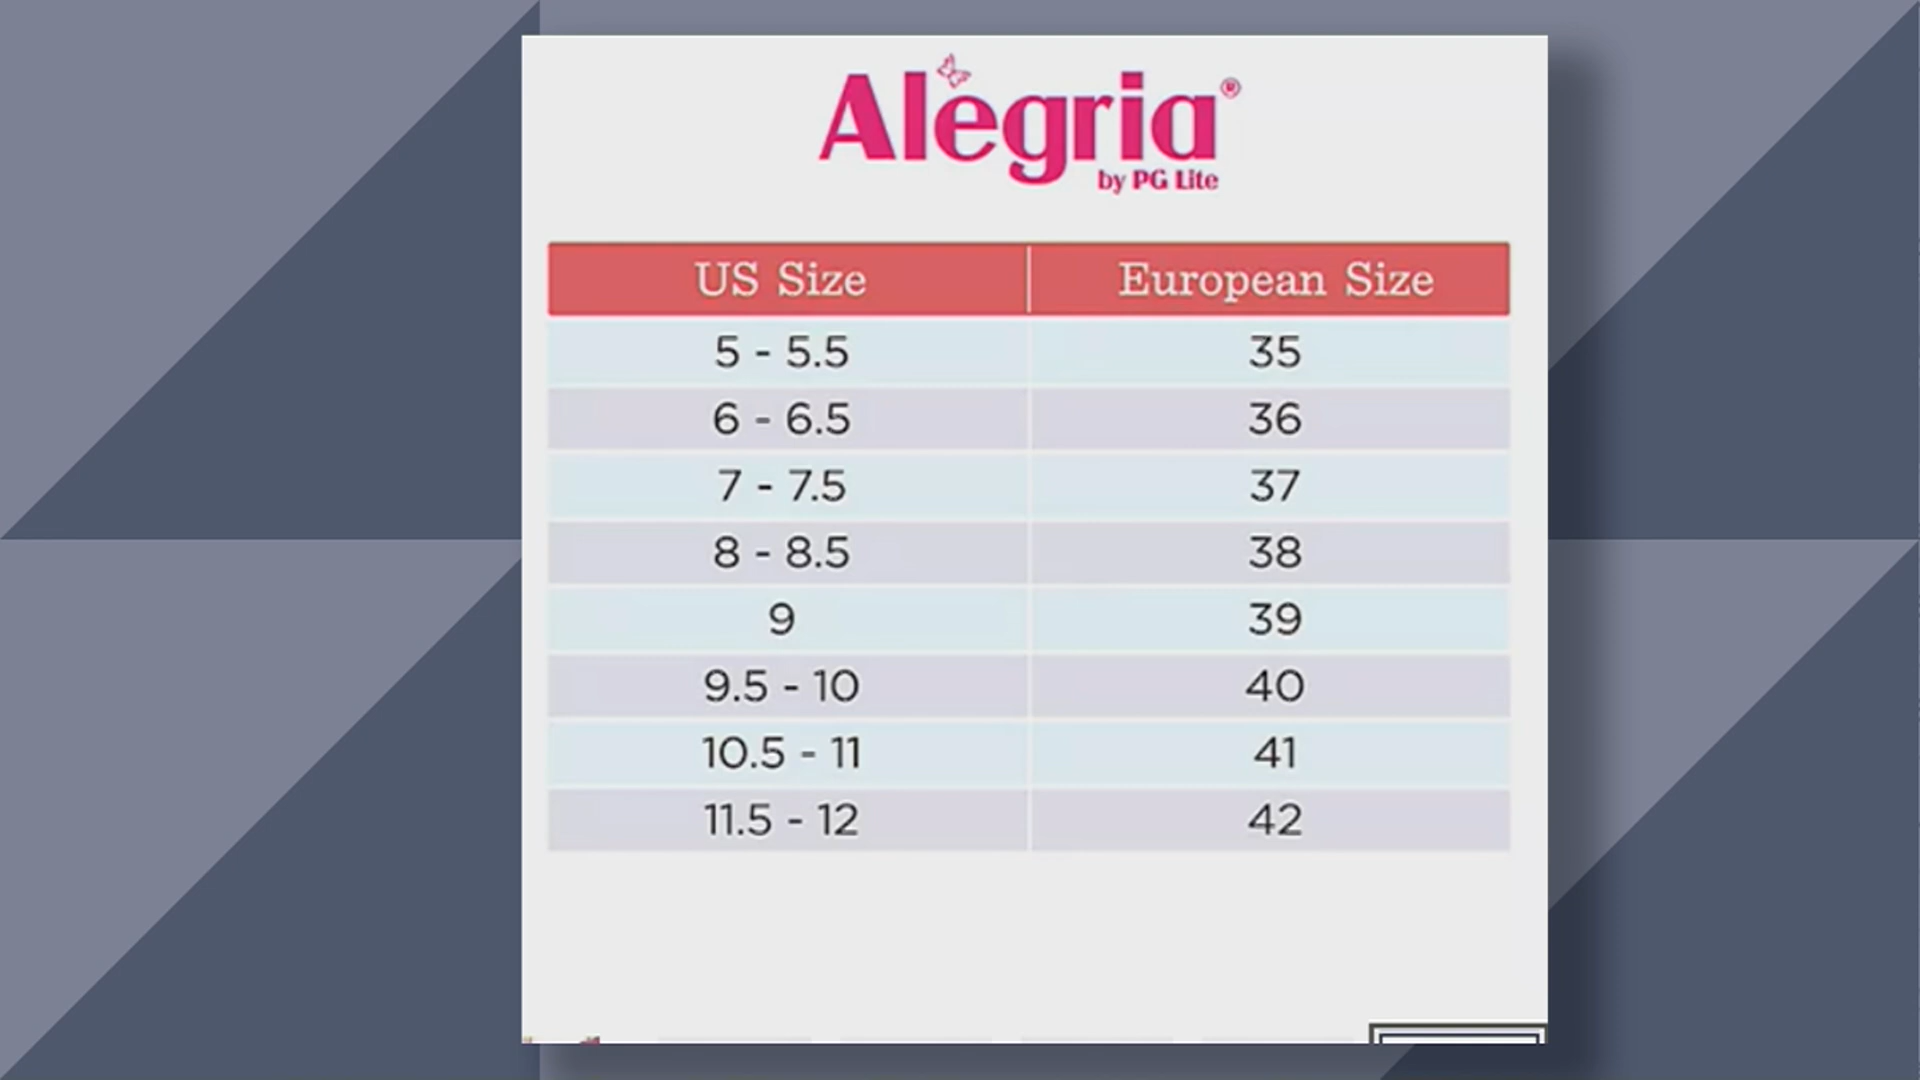 Alegria®
by PG Lite
US Size European Size
5 - 5.5 35
6 - 6.5 36
7 - 7.5 37
8 - 8.5 38
9 39
9.5 - 10 40
10.5 - 11 41
11.5 - 12 42